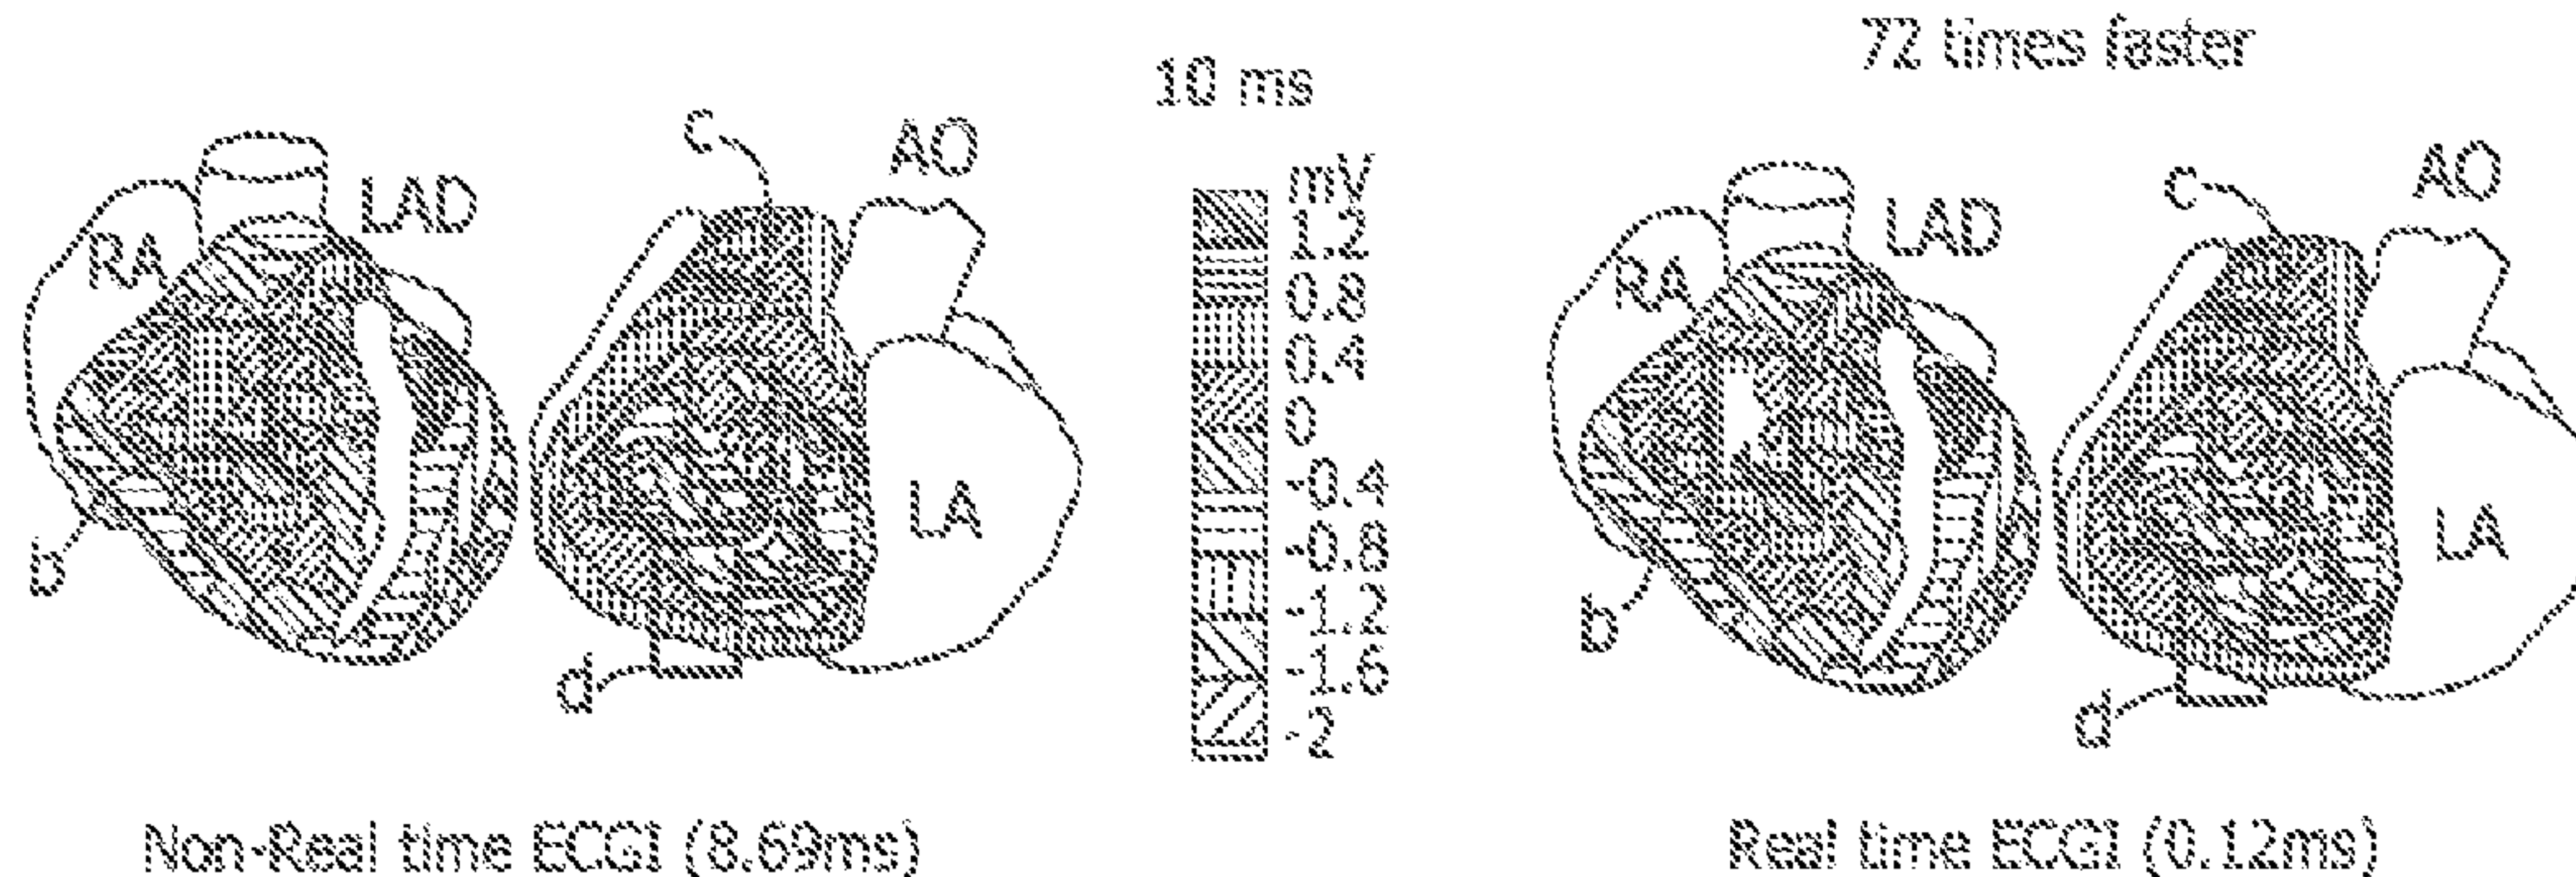 72 times faster
10 ms
C
AO
LAD
RA
b
d
LA
mV
1.2
0.8
0.4
0
-0.4
-0.8
-1.2
-1.6
-2
C
AO
LAD
RA
b
d
LA
Non-Real time ECGI (8.69ms)
Real time ECGI (0.12ms)